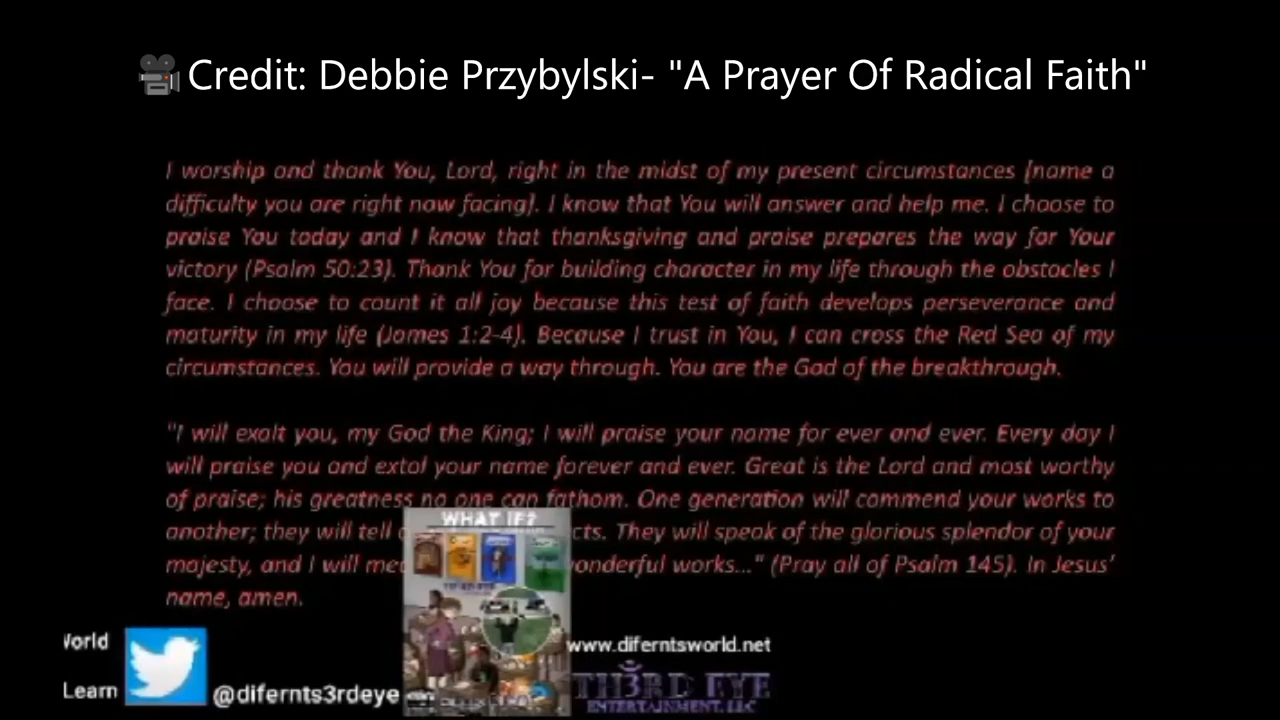 Credit: Debbie Przybylski- "A Prayer Of Radical Faith"
I worship and thank You, Lord, right in the midst of my present circumstances [name a
difficulty you are right now facing]. I know that You will answer and help me. I choose to
praise You today and I know that thanksgiving and praise prepares the way for Your
victory (Psalm 50:23). Thank You for building character in my life through the obstacles I
face. I choose to count it all joy because this test of faith develops perseverance and
maturity in my life (James 1:2-4). Because I trust in You, I can cross the Red Sea of my
circumstances. You will provide a way through. You are the God of the breakthrough.
"I will exalt you, my God the King; I will praise your name for ever and ever. Every day I
will praise you and extol your name forever and ever. Great is the Lord and most worthy
of praise; his greatness no one can fathom. One generation will commend your works to
another; they will tell cts. They will speak of the glorious splendor of your
majesty, and I will me onderful works..." (Pray all of Psalm 145). In Jesus'
name, amen.
WHAT IF?
THIRD EYE
World
Learn
@difernts3rdeye
www.diferntsworld.net
TH3RD EYE
ENTERTAINMENT, LLC